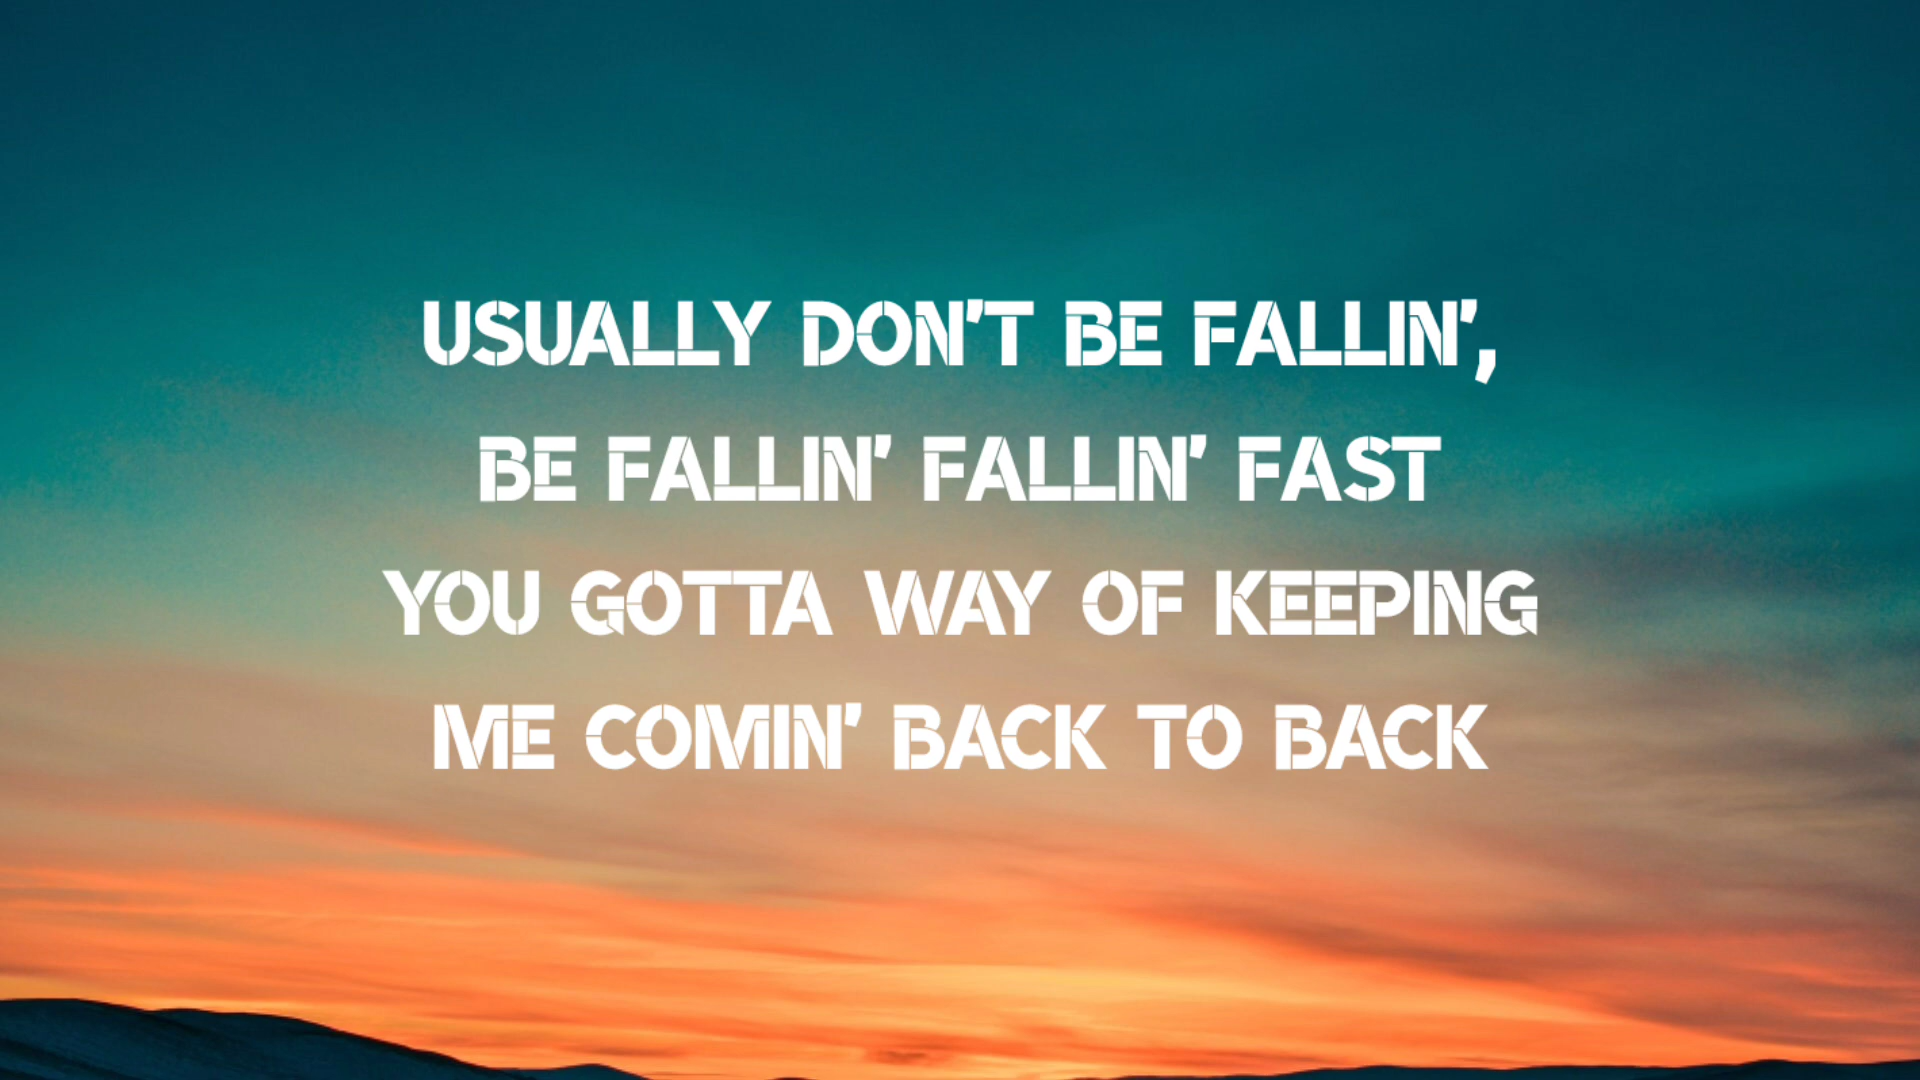 USUALLY DON'T BE FALLIN',
BE FALLIN' FALLIN' FAST
YOU GOTTA WAY OF KEEPING
ME COMIN' BACK TO BACK